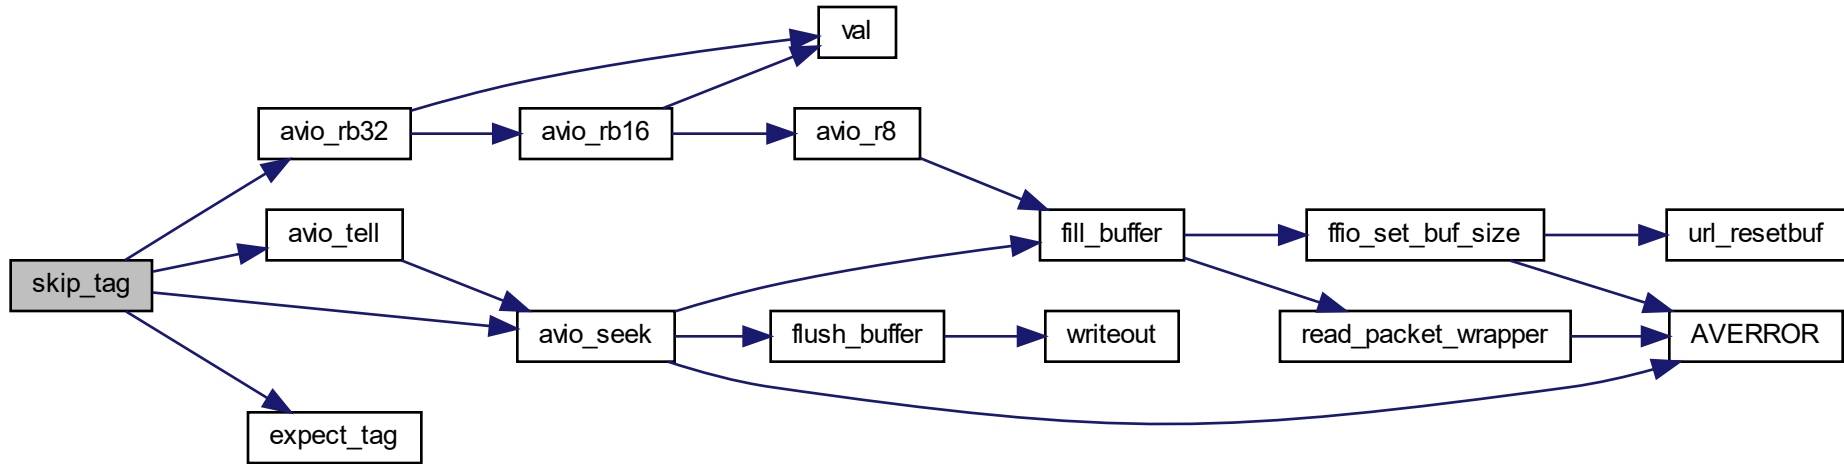 val
avio_rb32
avio_rb16
avio_r8
avio_tell
fill_buffer
ffio_set_buf_size
url_resetbuf
skip_tag
avio_seek
flush_buffer
writeout
read_packet_wrapper
AVERROR
expect_tag